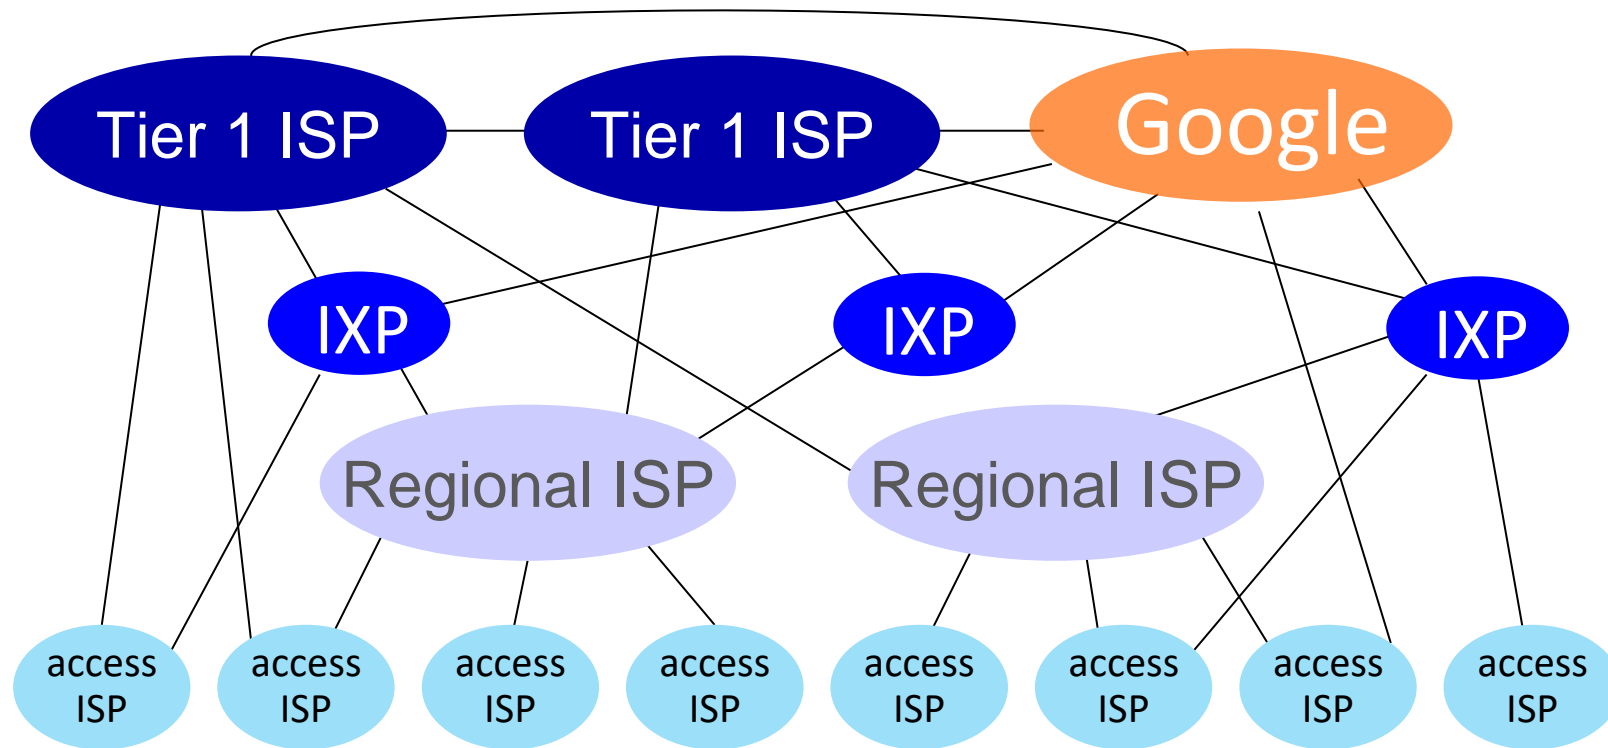 Tier 1 ISP
Tier 1 ISP
Google
IXP
IXP
IXP
Regional ISP
Regional ISP
access
ISP
access
ISP
access
ISP
access
ISP
access
ISP
access
ISP
access
ISP
access
ISP